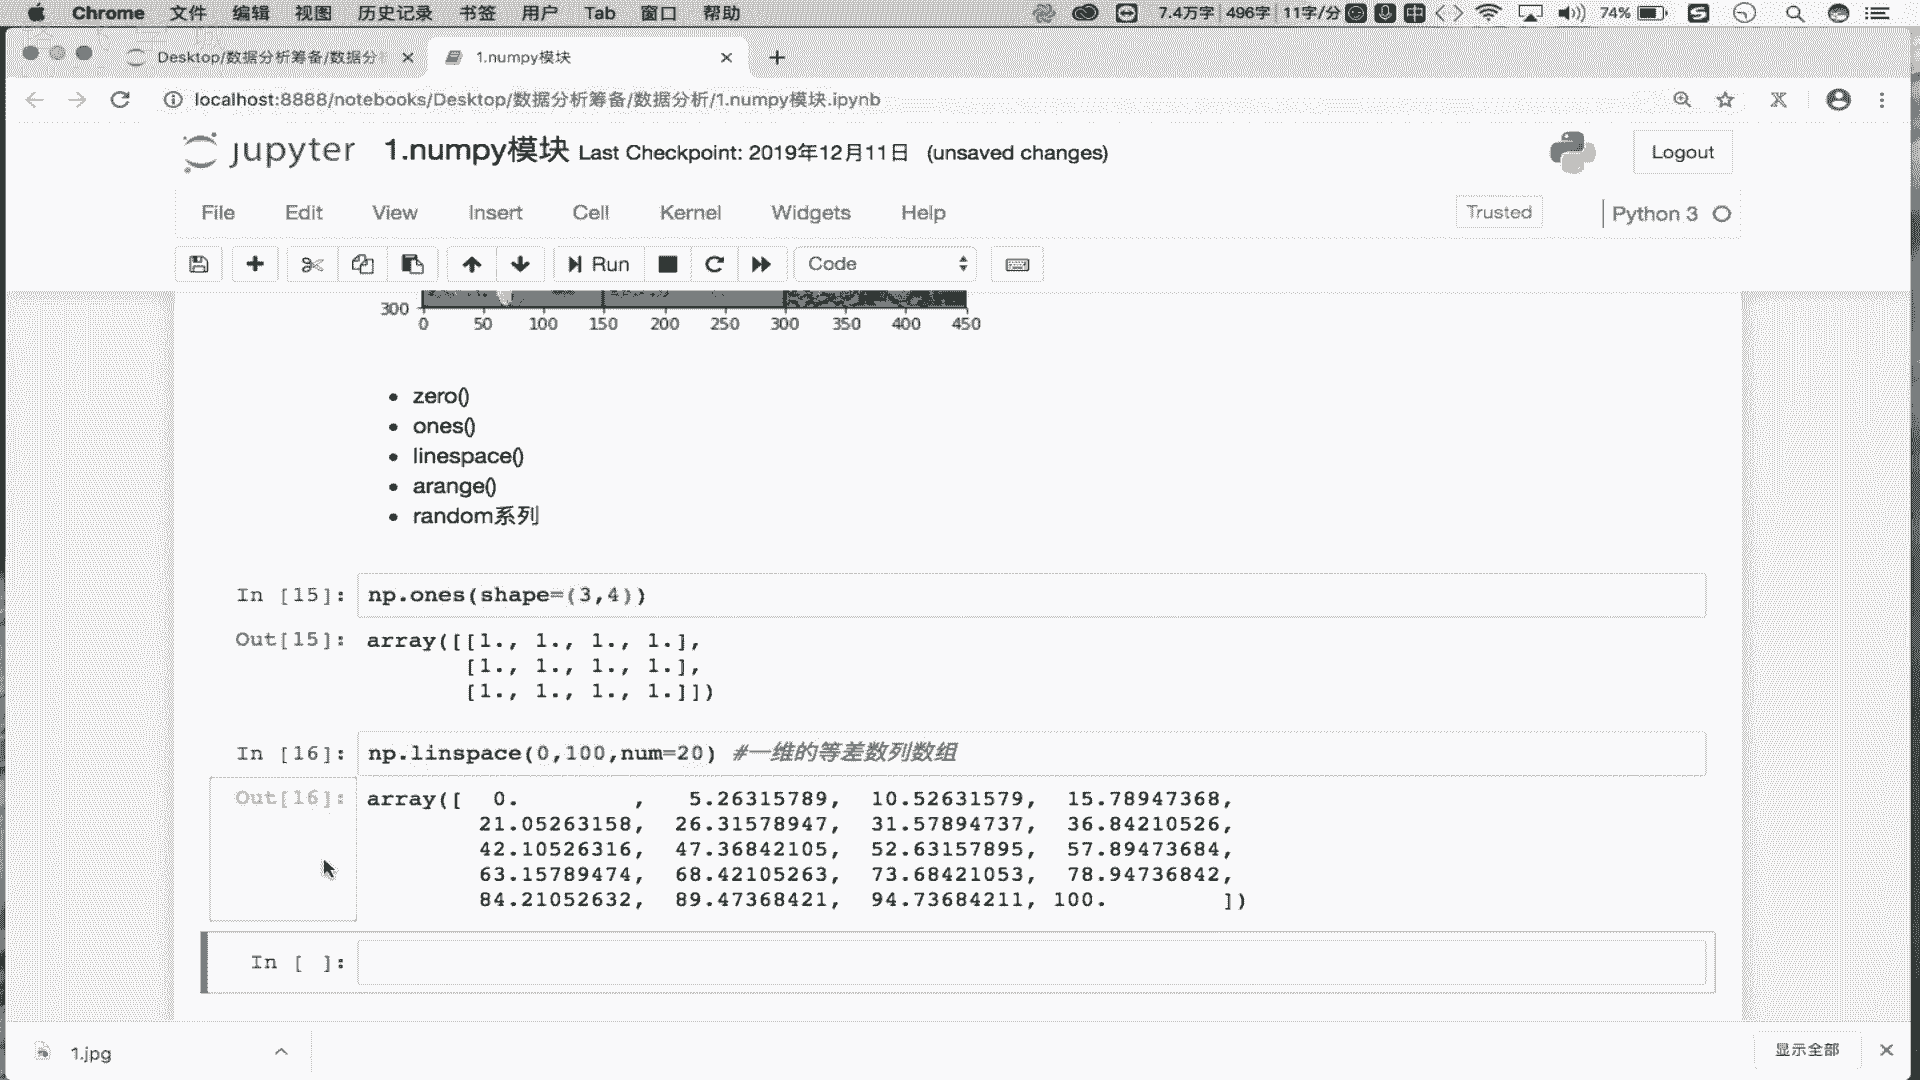 Chrome 文件 编辑 视图 历史记录 书签 用户 Tab 窗口 帮助 7.4万字 496字 11字/分 中 74%
Desktop/数据分析筹备/数据分 1.numpy模块
localhost:8888/notebooks/Desktop/数据分析筹备/数据分析/1.numpy模块.ipynb
jupyter 1.numpy模块 Last Checkpoint: 2019年12月11日 (unsaved changes) Logout
File Edit View Insert Cell Kernel Widgets Help Trusted Python 3
Run Code
300
0 50 100 150 200 250 300 350 400 450
• zero()
• ones()
• linespace()
• arange()
• random系列
In [15]: np.ones(shape=(3,4))
Out[15]: array([[1., 1., 1., 1.],
[1., 1., 1., 1.],
[1., 1., 1., 1.]])
In [16]: np.linspace(0,100,num=20) #一维的等差数列数组
Out[16]: array([ 0. , 5.26315789, 10.52631579, 15.78947368,
21.05263158, 26.31578947, 31.57894737, 36.84210526,
42.10526316, 47.36842105, 52.63157895, 57.89473684,
63.15789474, 68.42105263, 73.68421053, 78.94736842,
84.21052632, 89.47368421, 94.73684211, 100. ])
In [ ]:
1.jpg 显示全部